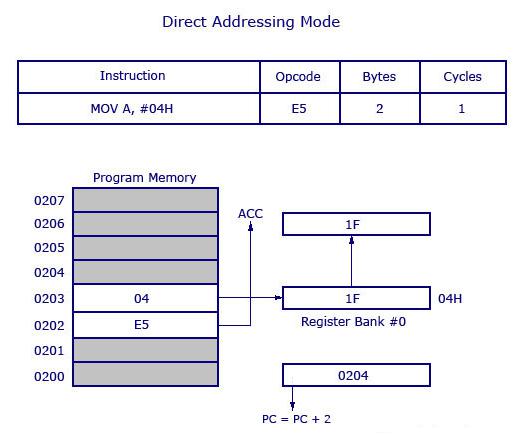 Direct Addressing Mode
Instruction Opcode Bytes Cycles
MOV A, #04H E5 2 1
Program Memory
0207
0206
0205
0204
0203 04
0202 E5
0201
0200
ACC
1F
1F 04H
Register Bank #0
0204
PC = PC + 2